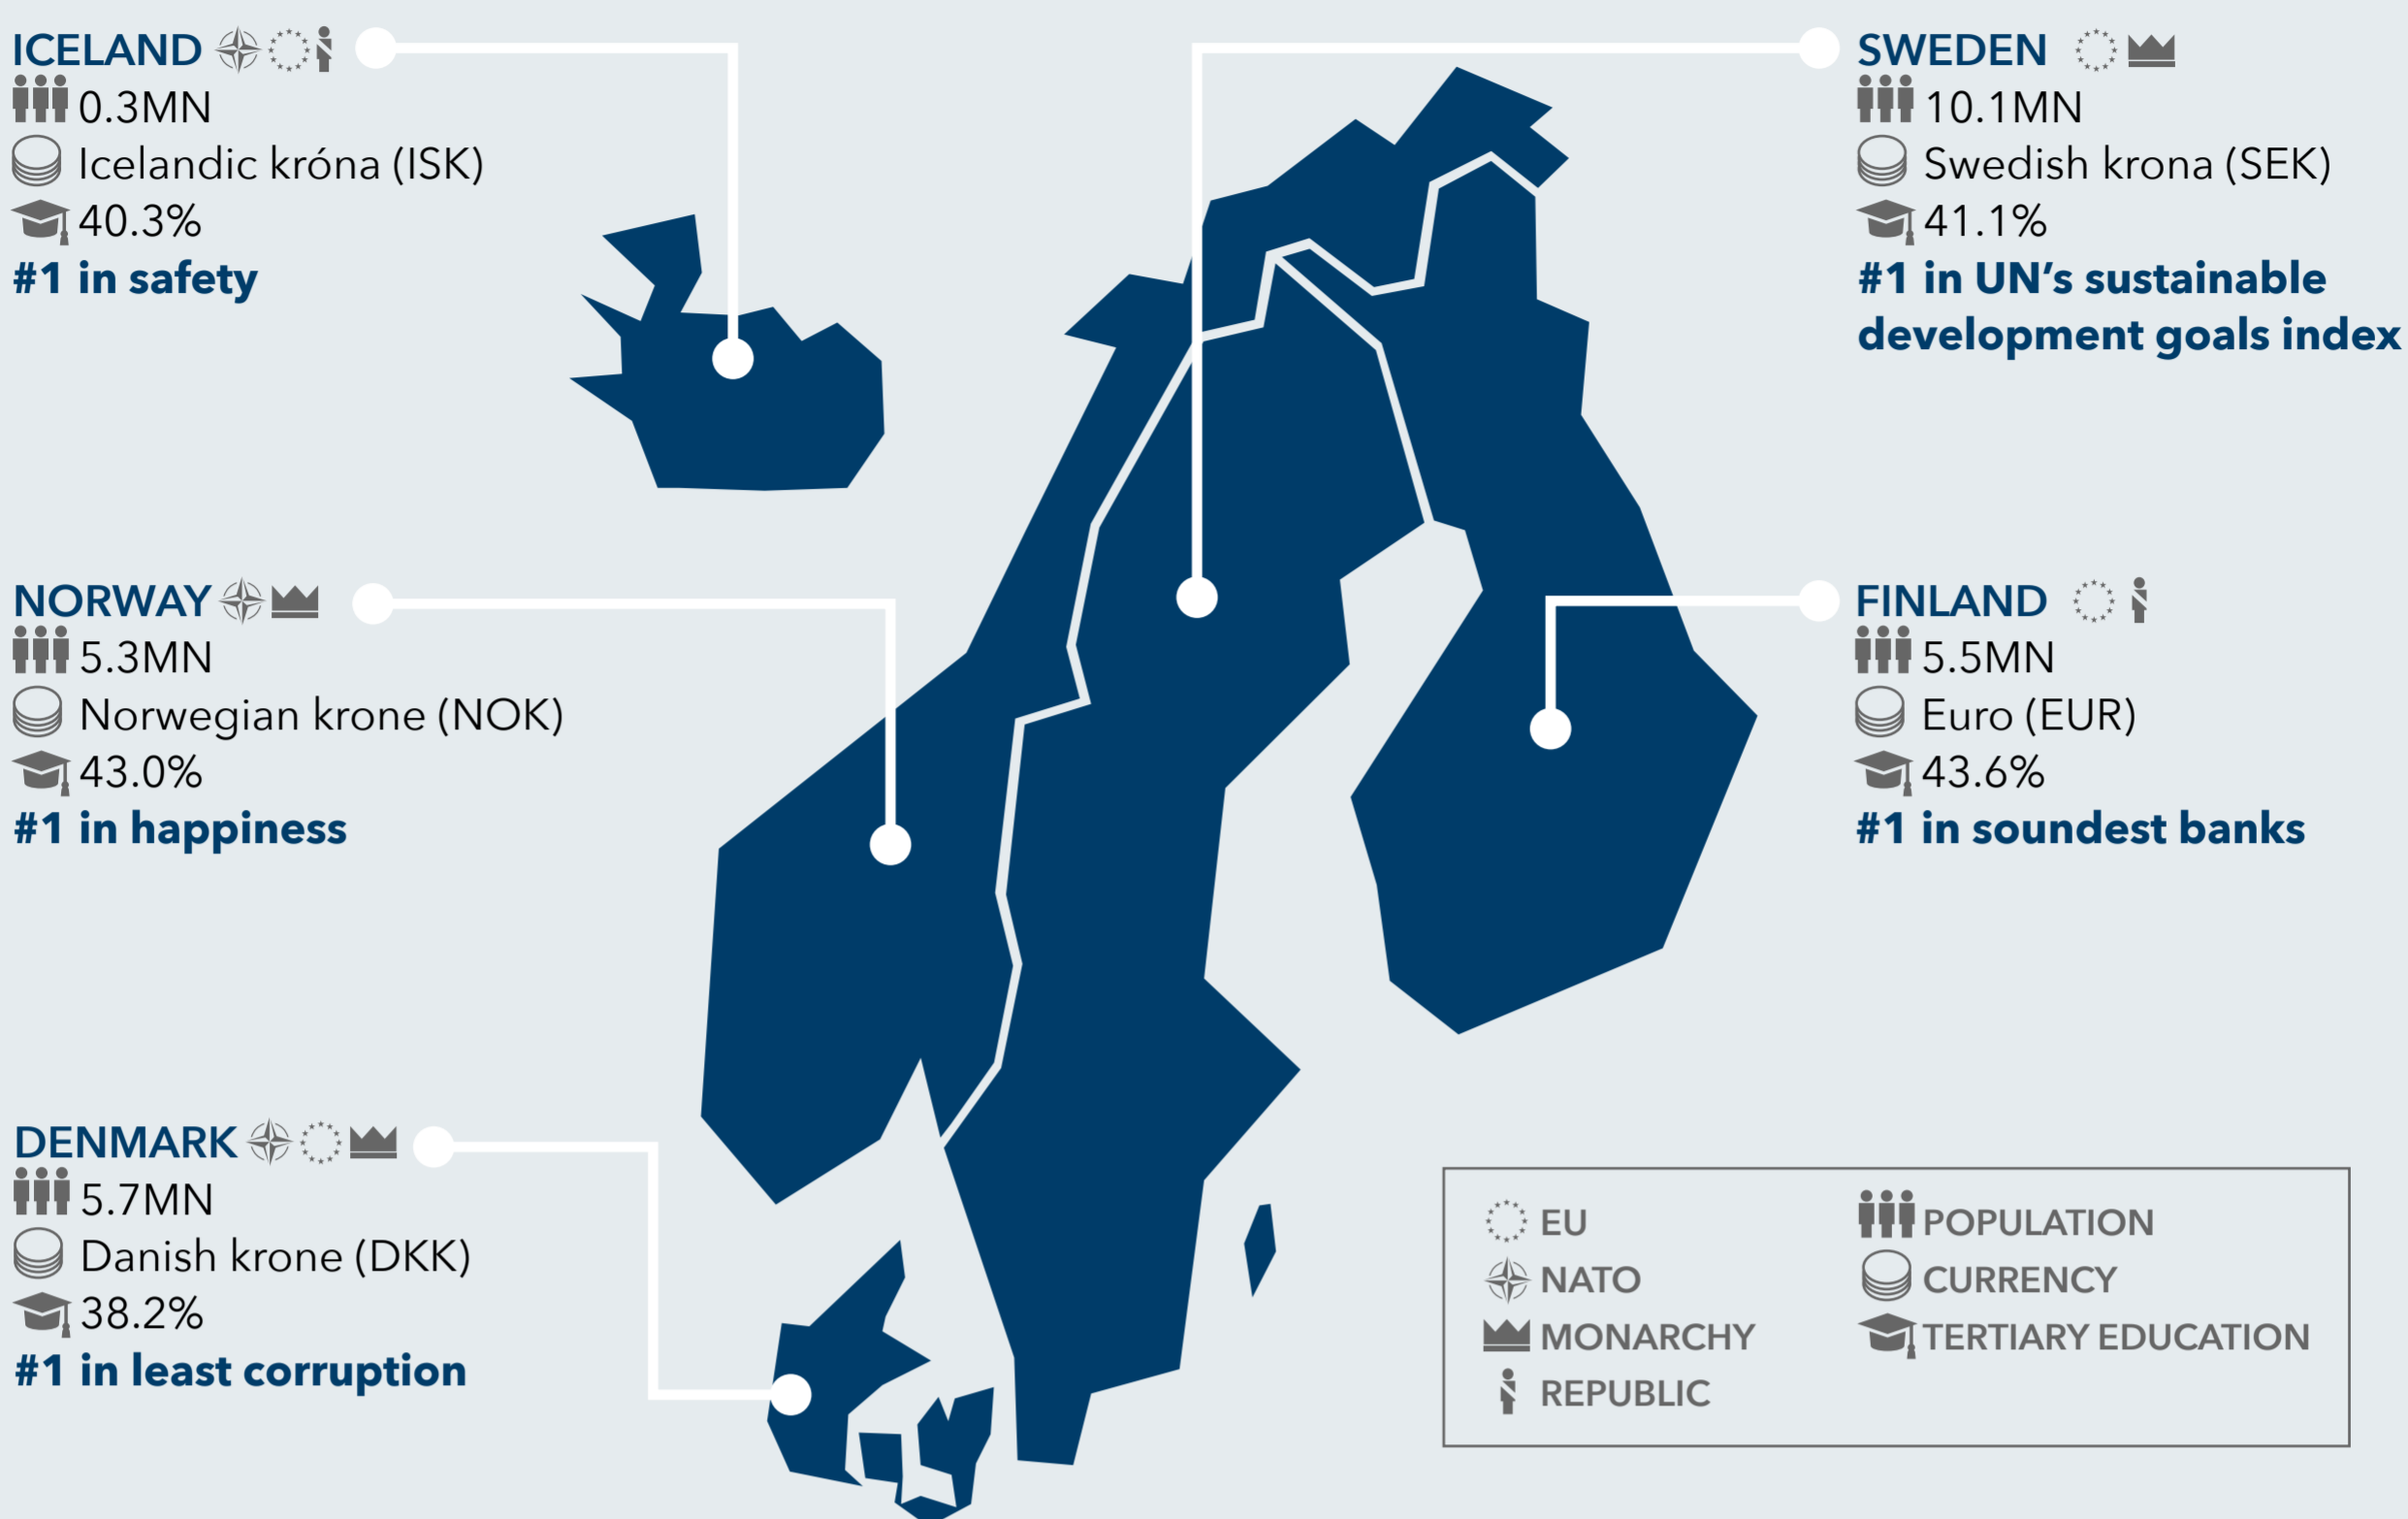 ICELAND
0.3MN
Icelandic króna (ISK)
40.3%
#1 in safety
NORWAY
5.3MN
Norwegian krone (NOK)
43.0%
#1 in happiness
DENMARK
5.7MN
Danish krone (DKK)
38.2%
#1 in least corruption
SWEDEN
10.1MN
Swedish krona (SEK)
41.1%
#1 in UN’s sustainable
development goals index
FINLAND
5.5MN
Euro (EUR)
43.6%
#1 in soundest banks
EU
NATO
MONARCHY
REPUBLIC
POPULATION
CURRENCY
TERTIARY EDUCATION